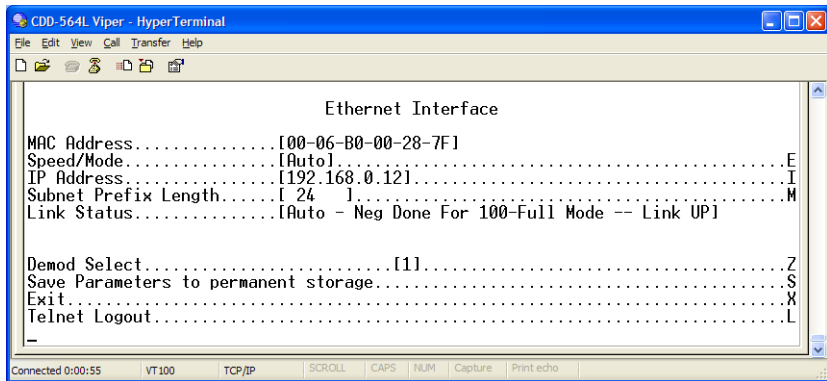 CDD-564L Viper - HyperTerminal
File Edit View Call Transfer Help
Ethernet Interface
MAC Address...............[00-06-B0-00-28-7F]
Speed/Mode................[Auto].....................................................E
IP Address................[192.168.0.12].............................................I
Subnet Prefix Length......[ 24   ]...................................................M
Link Status...............[Auto - Neg Done For 100-Full Mode -- Link UP]
Demod Select............................[1]..........................................Z
Save Parameters to permanent storage.................................................S
Exit.................................................................................X
Telnet Logout........................................................................L
Connected 0:00:55 VT100 TCP/IP SCROLL CAPS NUM Capture Print echo